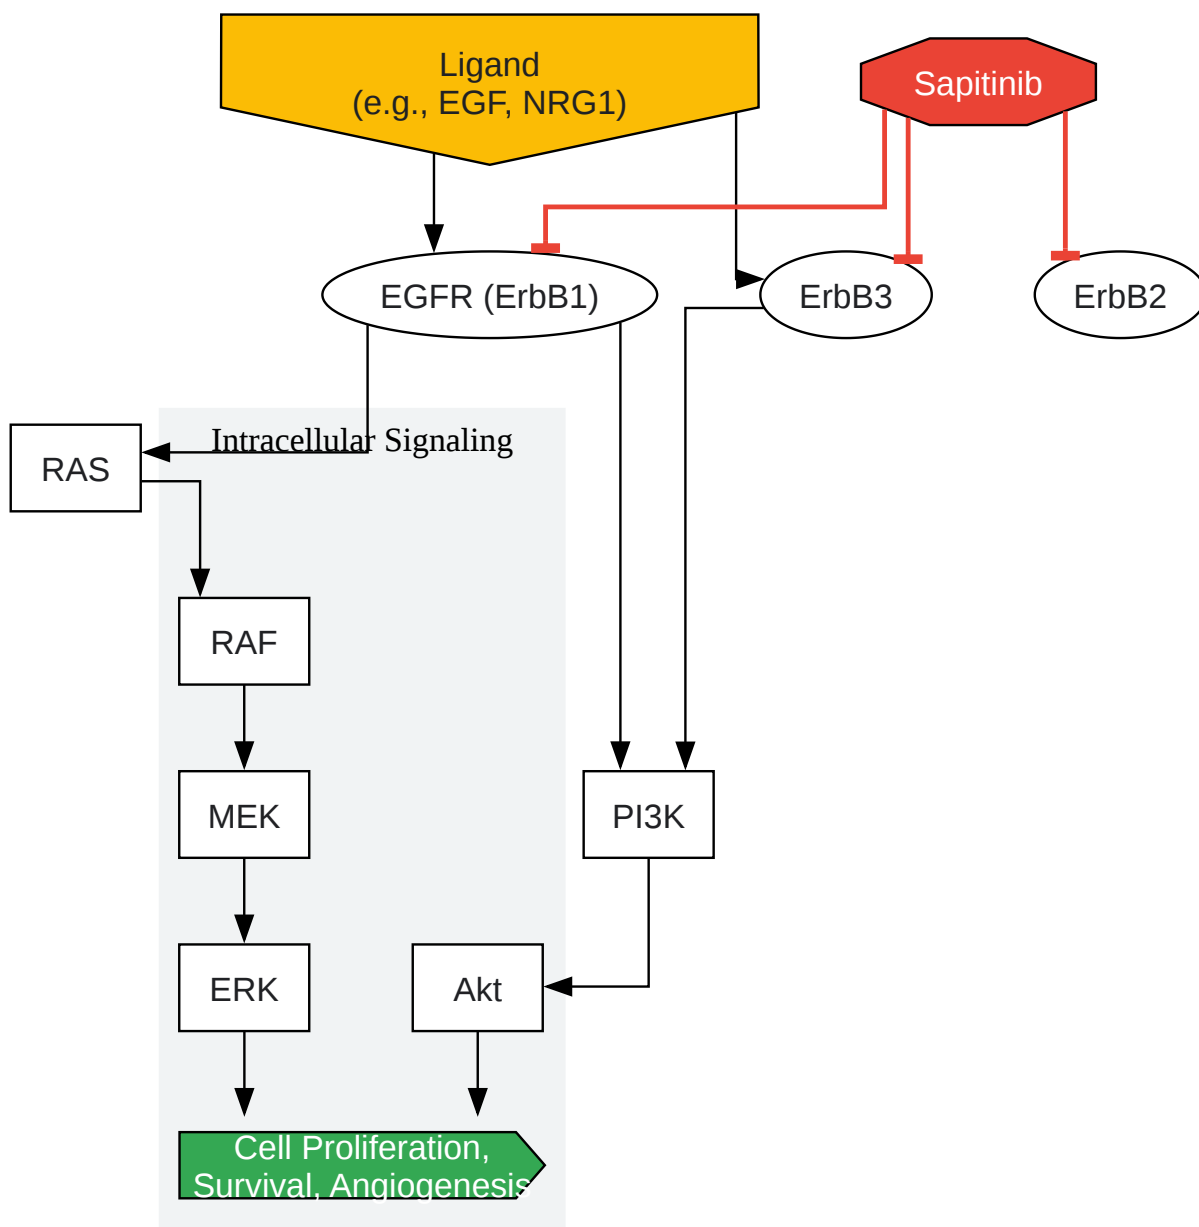 Ligand
(e.g., EGF, NRG1)
Sapitinib
EGFR (ErbB1)
ErbB3
ErbB2
Intracellular Signaling
RAS
RAF
MEK
PI3K
ERK
Akt
Cell Proliferation,
Survival, Angiogenesis